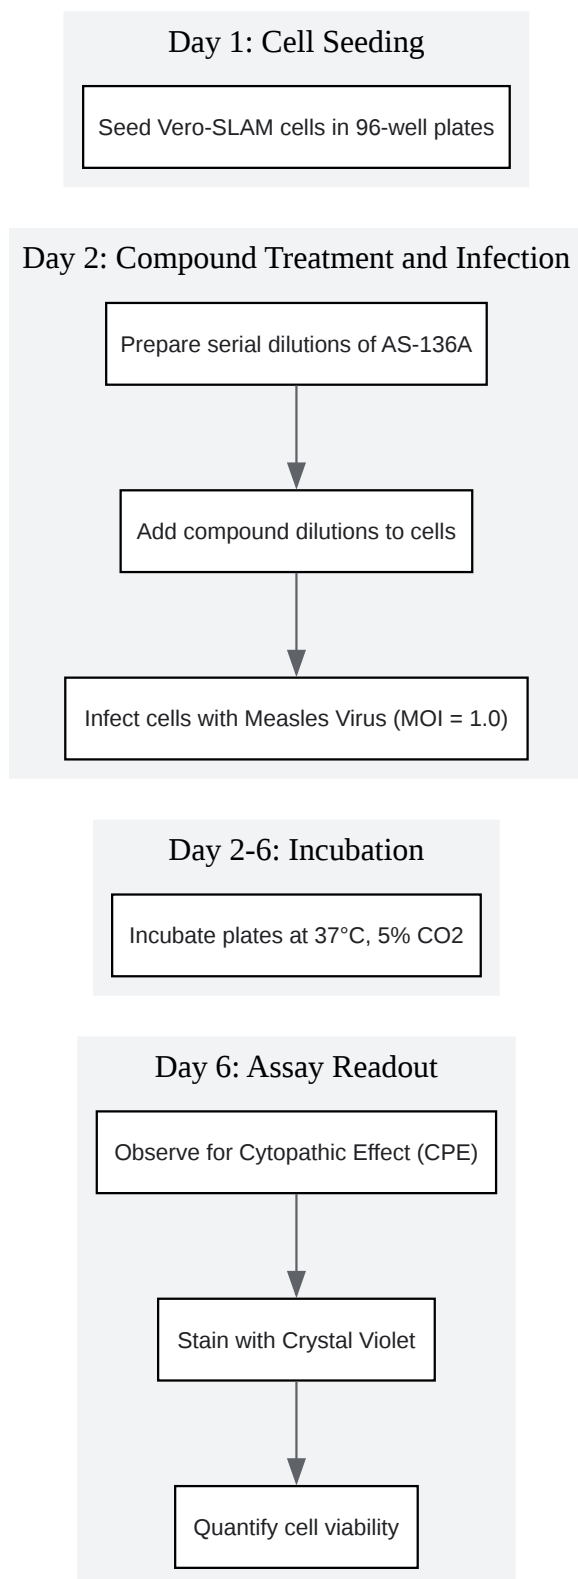 Day 1: Cell Seeding
Seed Vero-SLAM cells in 96-well plates
Day 2: Compound Treatment and Infection
Prepare serial dilutions of AS-136A
Add compound dilutions to cells
Infect cells with Measles Virus (MOI = 1.0)
Day 2-6: Incubation
Incubate plates at 37°C, 5% CO2
Day 6: Assay Readout
Observe for Cytopathic Effect (CPE)
Stain with Crystal Violet
Quantify cell viability